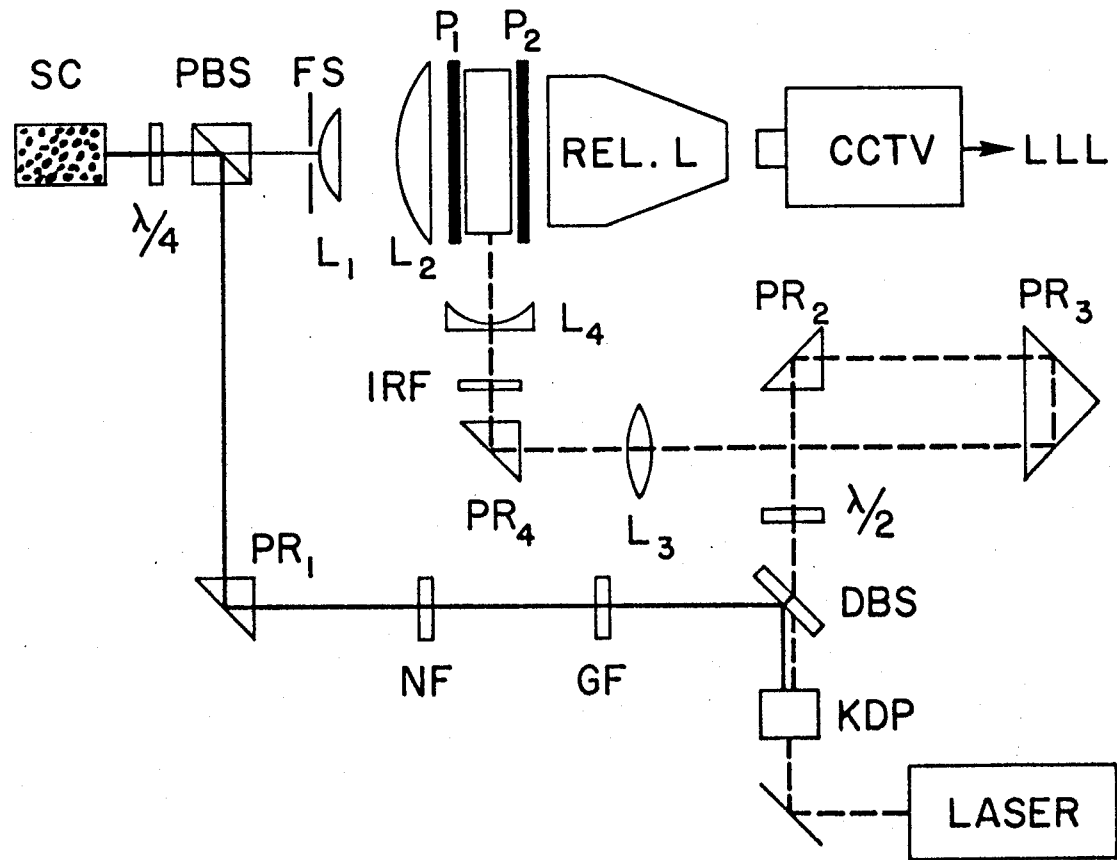 P₁ P₂
SC PBS FS
REL. L CCTV LLL
λ/4 L₁ L₂
PR₂ PR₃
L₄
IRF
λ/2
PR₄ L₃
PR₁ DBS
NF GF
KDP
LASER